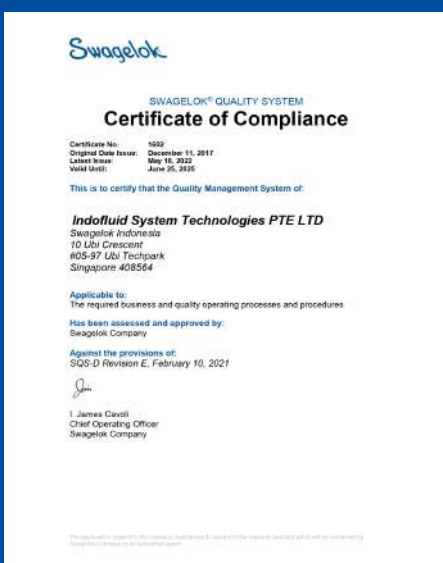 Swagelok
SWAGELOK® QUALITY SYSTEM
Certificate of Compliance
Certificate No: 1602
Original Date Issue: December 11, 2017
Latest Issue: May 18, 2022
Valid Until: June 25, 2025
This is to certify that the Quality Management System of:
Indofluid System Technologies PTE LTD
Swagelok Indonesia
10 Ubi Crescent
#05-97 Ubi Techpark
Singapore 408564
Applicable to:
The required business and quality operating processes and procedures
Has been assessed and approved by:
Swagelok Company
Against the provisions of:
SQS-D Revision E, February 10, 2021
I. James Cavoli
Chief Operating Officer
Swagelok Company